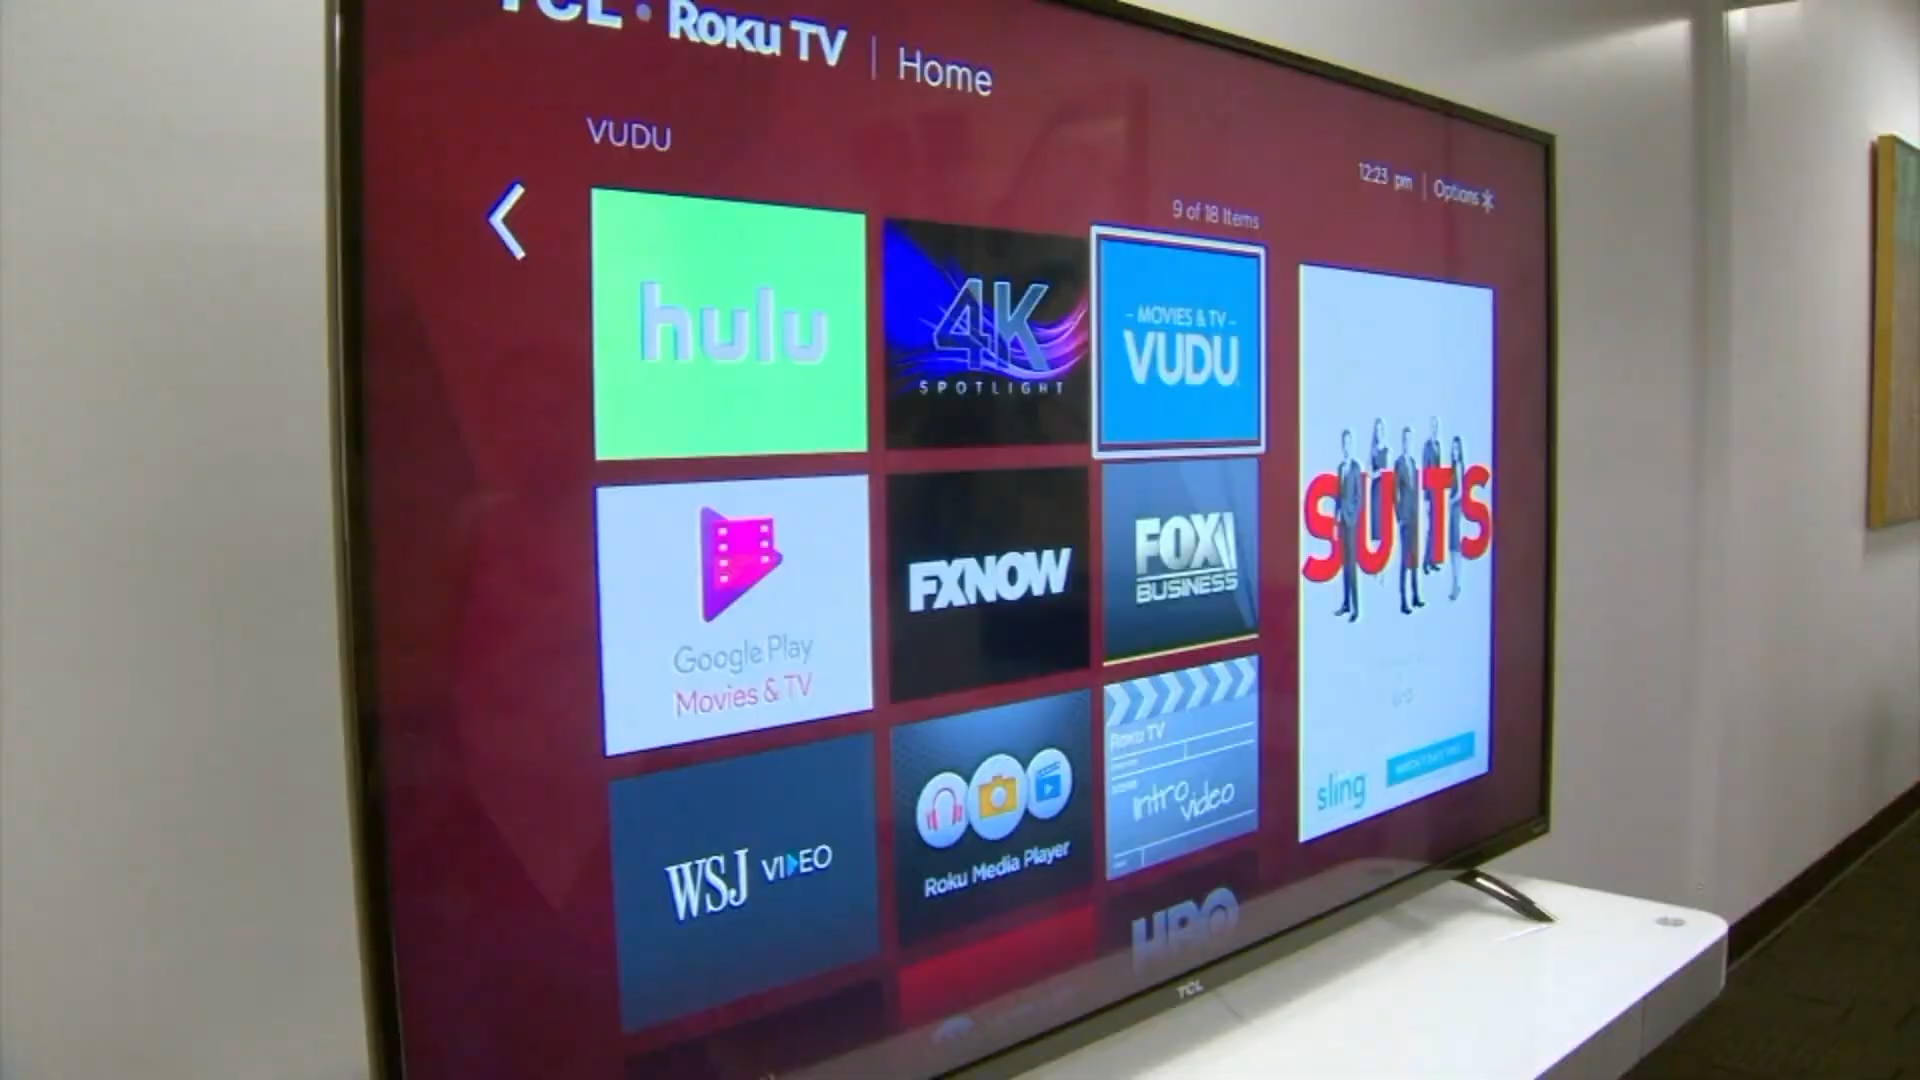 TCL • Roku TV | Home
VUDU
12:23 pm | Options
9 of 18 Items
hulu
4K
SPOTLIGHT
- MOVIES & TV -
VUDU
Google Play
Movies & TV
FXNOW
FOX
BUSINESS
SUITS
WSJ VIDEO
Roku Media Player
Roku TV
intro video
sling
HBO
TCL